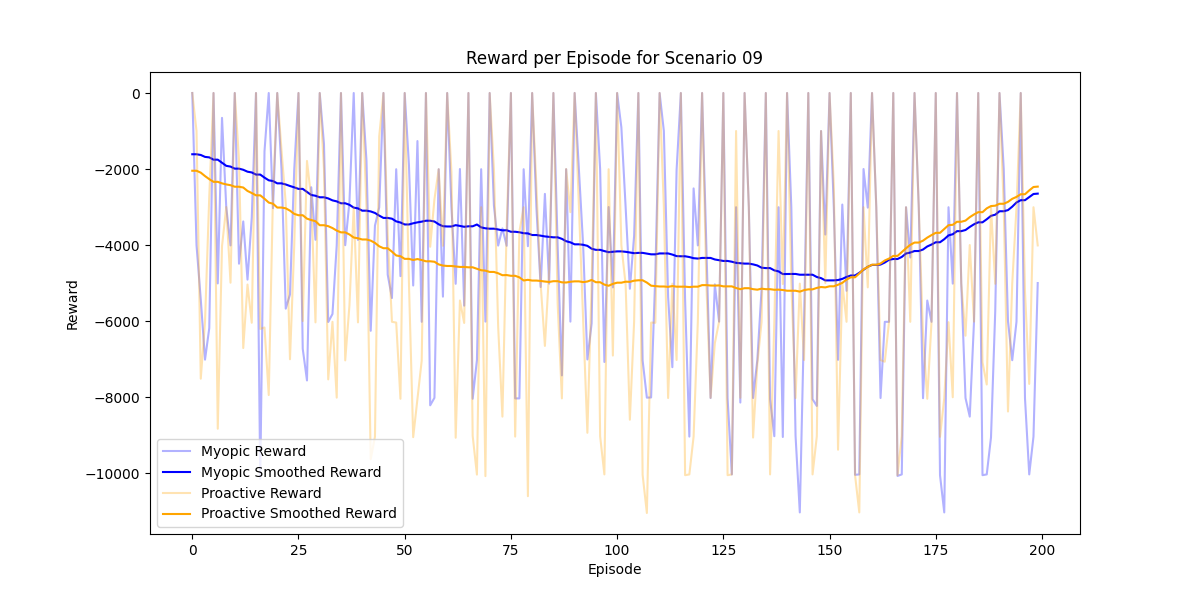 Reward per Episode for Scenario 09
Reward
0
−2000
−4000
−6000
−8000
−10000
Myopic Reward
Myopic Smoothed Reward
Proactive Reward
Proactive Smoothed Reward
0 25 50 75 100 125 150 175 200
Episode